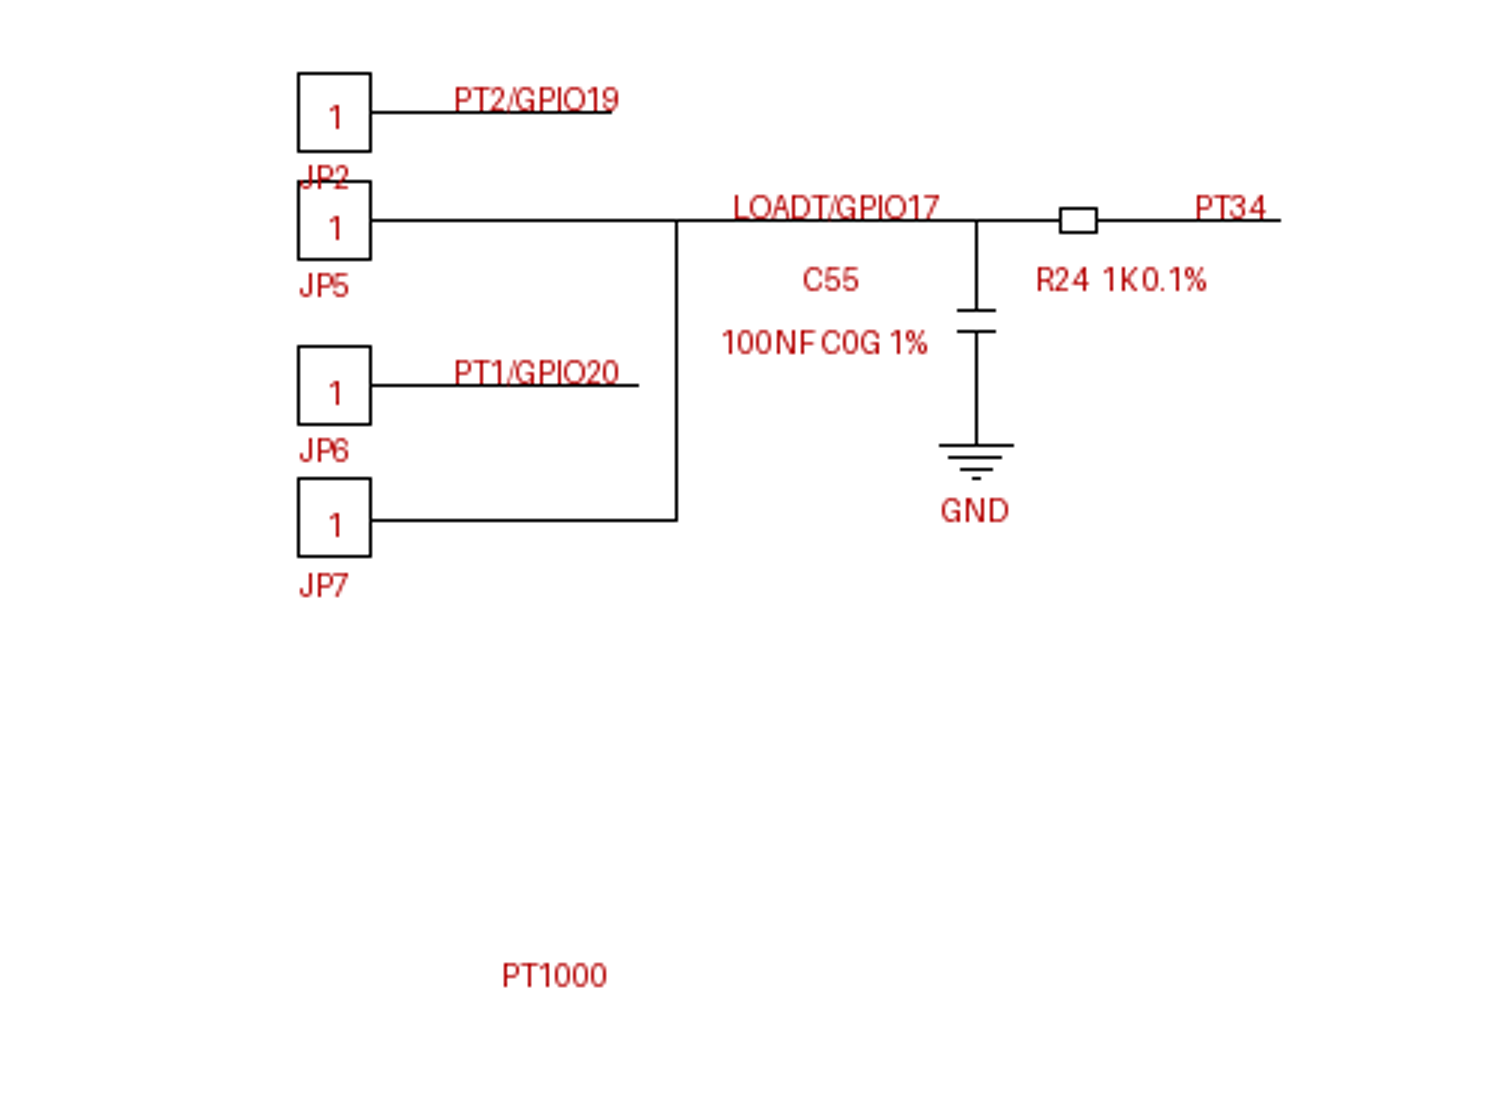 1
PT2/GPIO19
JP2
1
LOADT/GPIO17
PT34
JP5
C55
R24 1K0.1%
100NF C0G 1%
1
PT1/GPIO20
JP6
1
GND
JP7
PT1000